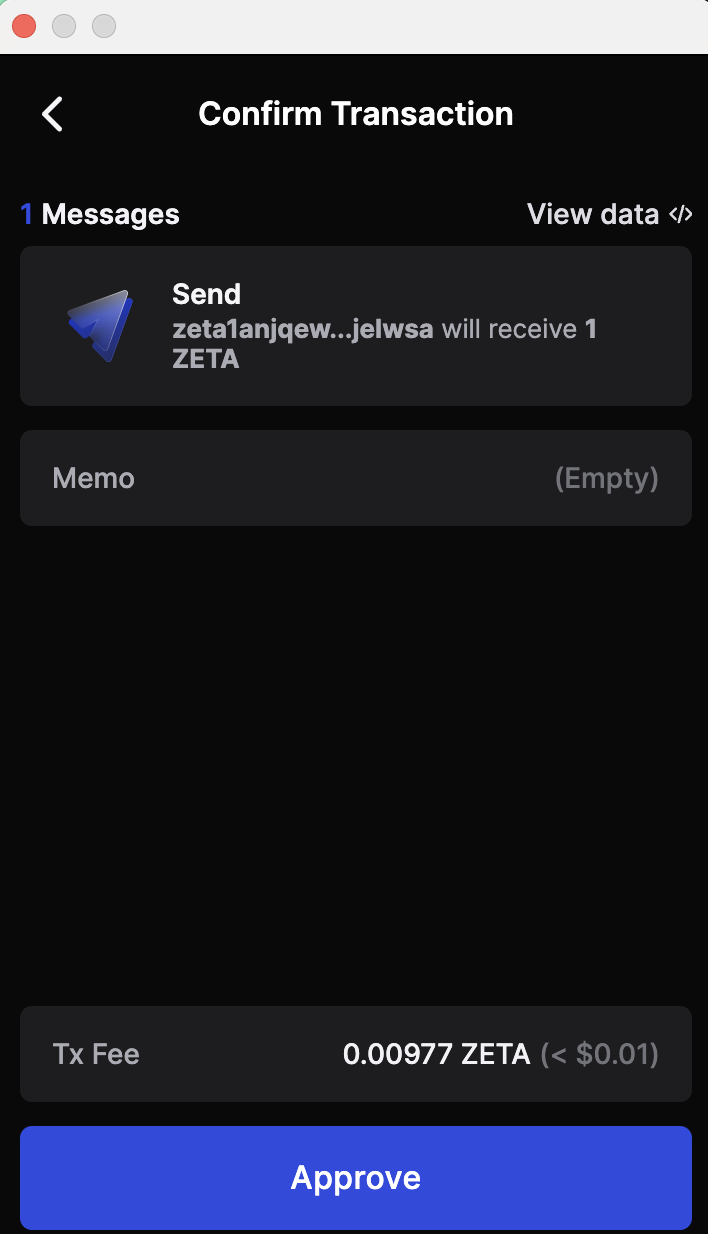 Confirm Transaction
1 Messages
View data </>
Send
zeta1anjqew...jelwsa will receive 1
ZETA
Memo
(Empty)
Tx Fee
0.00977 ZETA (< $0.01)
Approve